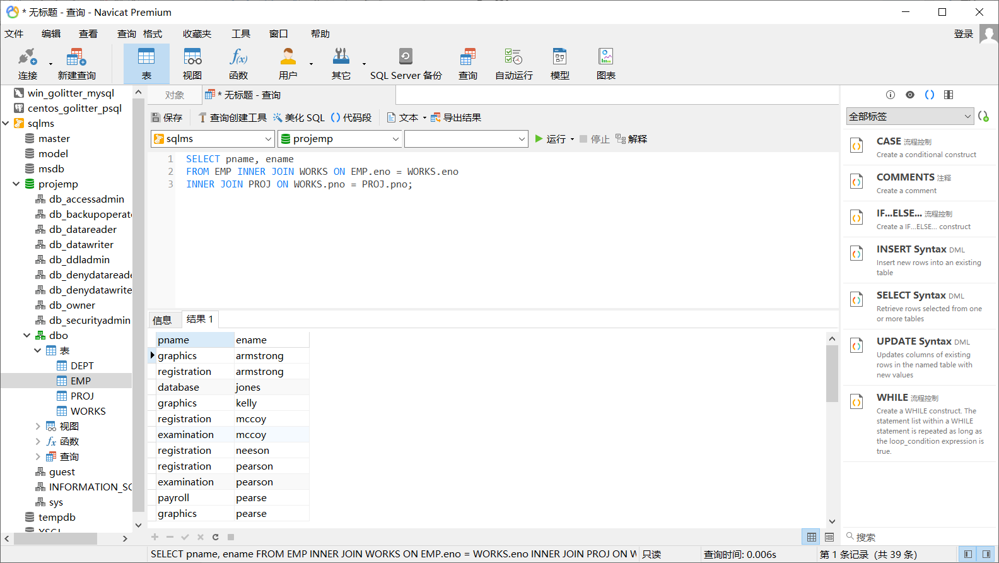 * 无标题 - 查询 - Navicat Premium
文件 编辑 查看 查询 格式 收藏夹 工具 窗口 帮助 登录
连接 新建查询 表 视图 函数 用户 其它 SQL Server 备份 查询 自动运行 模型 图表
win_golitter_mysql
centos_golitter_psql
sqlms
master
model
msdb
projemp
db_accessadmin
db_backupoperat
db_datareader
db_datawriter
db_ddladmin
db_denydatareade
db_denydatawrite
db_owner
db_securityadmin
dbo
表
DEPT
EMP
PROJ
WORKS
视图
函数
查询
guest
INFORMATION_SC
sys
tempdb
对象 * 无标题 - 查询
保存 查询创建工具 美化 SQL 代码段 文本 导出结果
sqlms projemp 运行 停止 解释
1 SELECT pname, ename
2 FROM EMP INNER JOIN WORKS ON EMP.eno = WORKS.eno
3 INNER JOIN PROJ ON WORKS.pno = PROJ.pno;
信息 结果 1
pname ename
graphics armstrong
registration armstrong
database jones
graphics kelly
registration mccoy
examination mccoy
registration neeson
registration pearson
examination pearson
payroll pearse
graphics pearse
全部标签
CASE 流程控制
Create a conditional construct
COMMENTS 注释
Create a comment
IF...ELSE... 流程控制
Create a IF...ELSE... construct
INSERT Syntax DML
Insert new rows into an existing
table
SELECT Syntax DML
Retrieve rows selected from one
or more tables
UPDATE Syntax DML
Updates columns of existing
rows in the named table with
new values
WHILE 流程控制
Create a WHILE construct. The
statement list within a WHILE
statement is repeated as long as
the loop_condition expression is
true.
搜索
SELECT pname, ename FROM EMP INNER JOIN WORKS ON EMP.eno = WORKS.eno INNER JOIN PROJ ON W 只读 查询时间: 0.006s 第 1 条记录 (共 39 条)